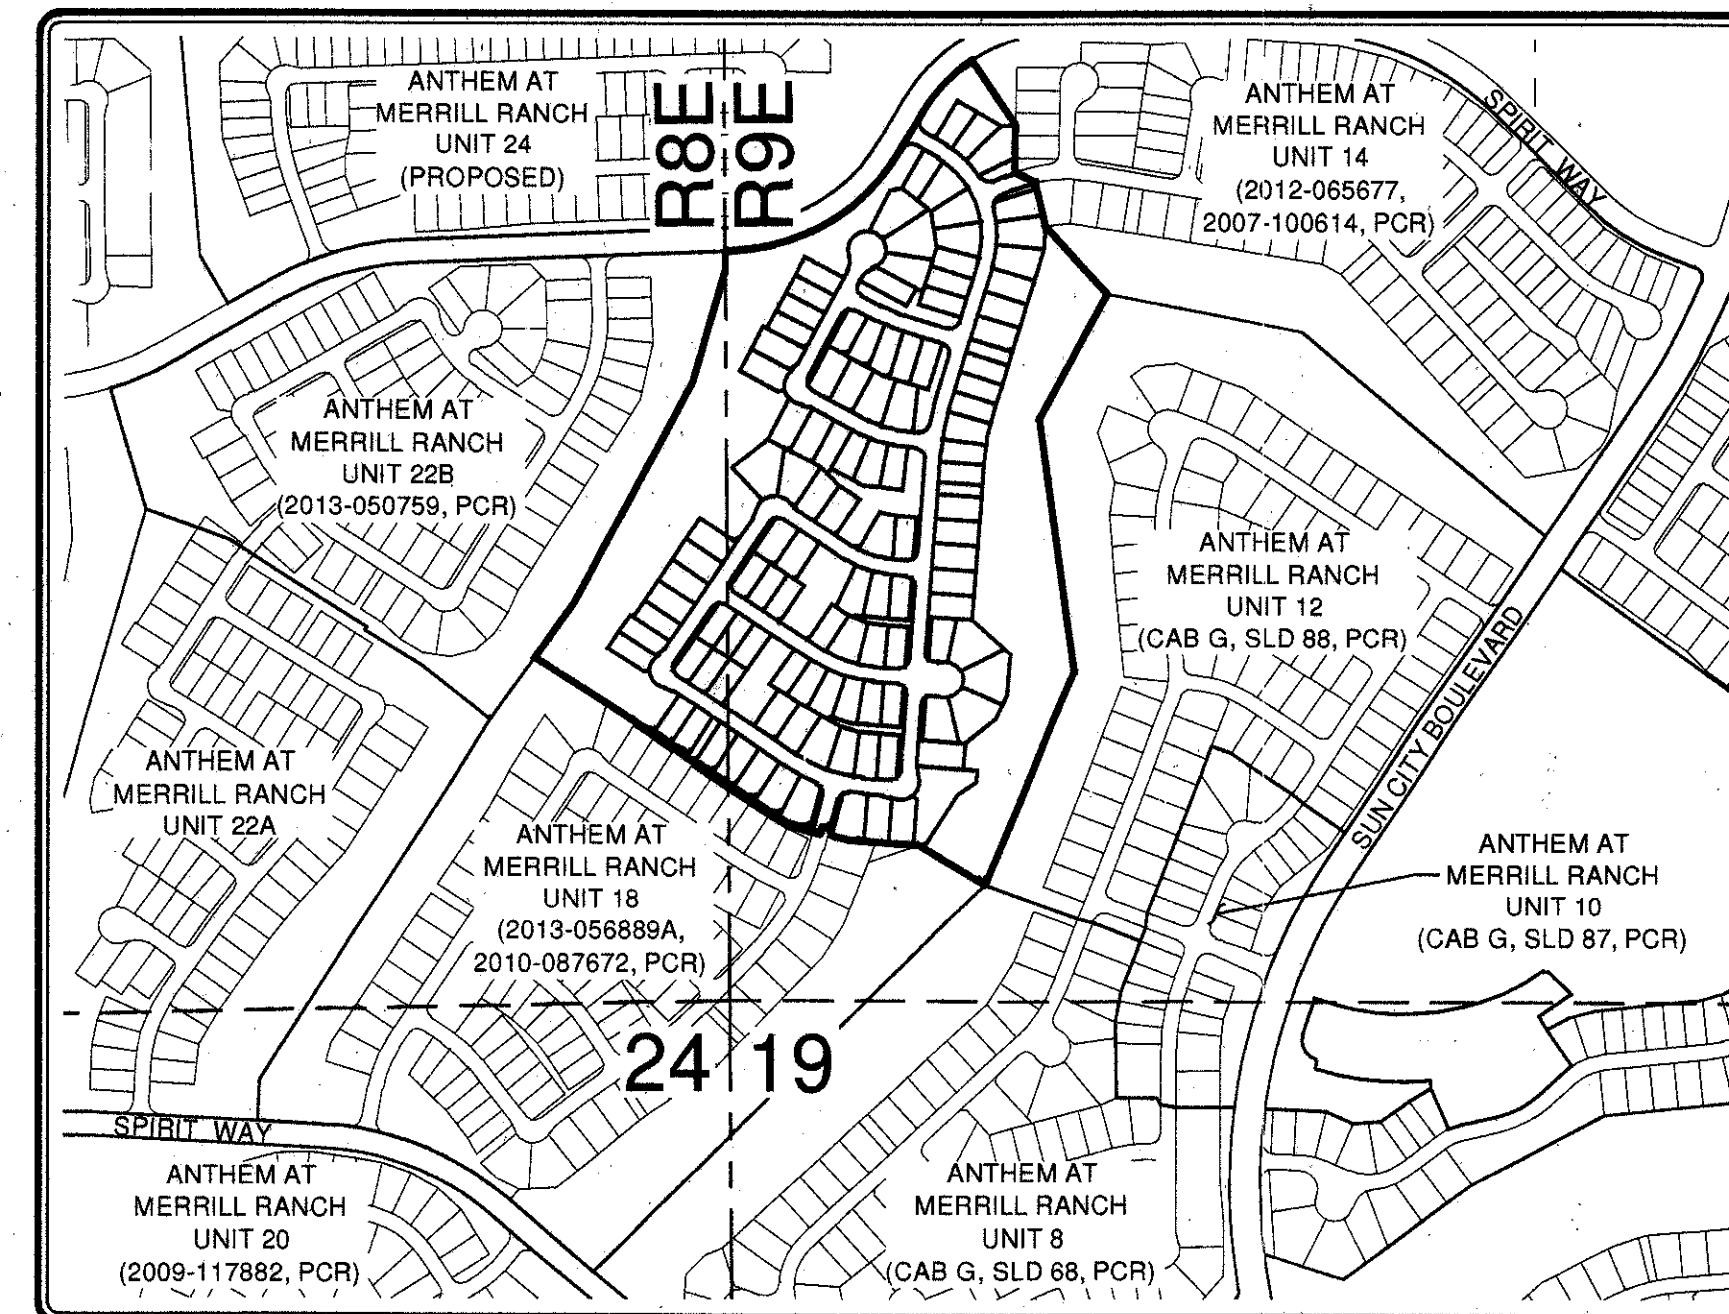 ANTHEM AT
MERRILL RANCH
UNIT 24
(PROPOSED)
R8E
R9E
ANTHEM AT
MERRILL RANCH
UNIT 14
(2012-065677,
2007-100614, PCR)
SPIRIT WAY
ANTHEM AT
MERRILL RANCH
UNIT 22B
(2013-050759, PCR)
ANTHEM AT
MERRILL RANCH
UNIT 12
(CAB G, SLD 88, PCR)
SUN CITY BOULEVARD
ANTHEM AT
MERRILL RANCH
UNIT 22A
ANTHEM AT
MERRILL RANCH
UNIT 18
(2013-056889A,
2010-087672, PCR)
ANTHEM AT
MERRILL RANCH
UNIT 10
(CAB G, SLD 87, PCR)
24 19
SPIRIT WAY
ANTHEM AT
MERRILL RANCH
UNIT 20
(2009-117882, PCR)
ANTHEM AT
MERRILL RANCH
UNIT 8
(CAB G, SLD 68, PCR)